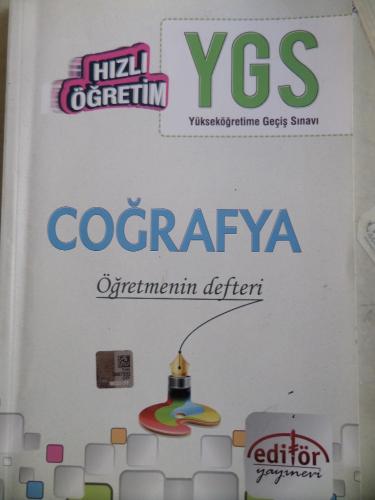 HIZLI
ÖĞRETİM
YGS
Yükseköğretime Geçiş Sınavı
COĞRAFYA
Öğretmenin defteri
editör
yayınevi